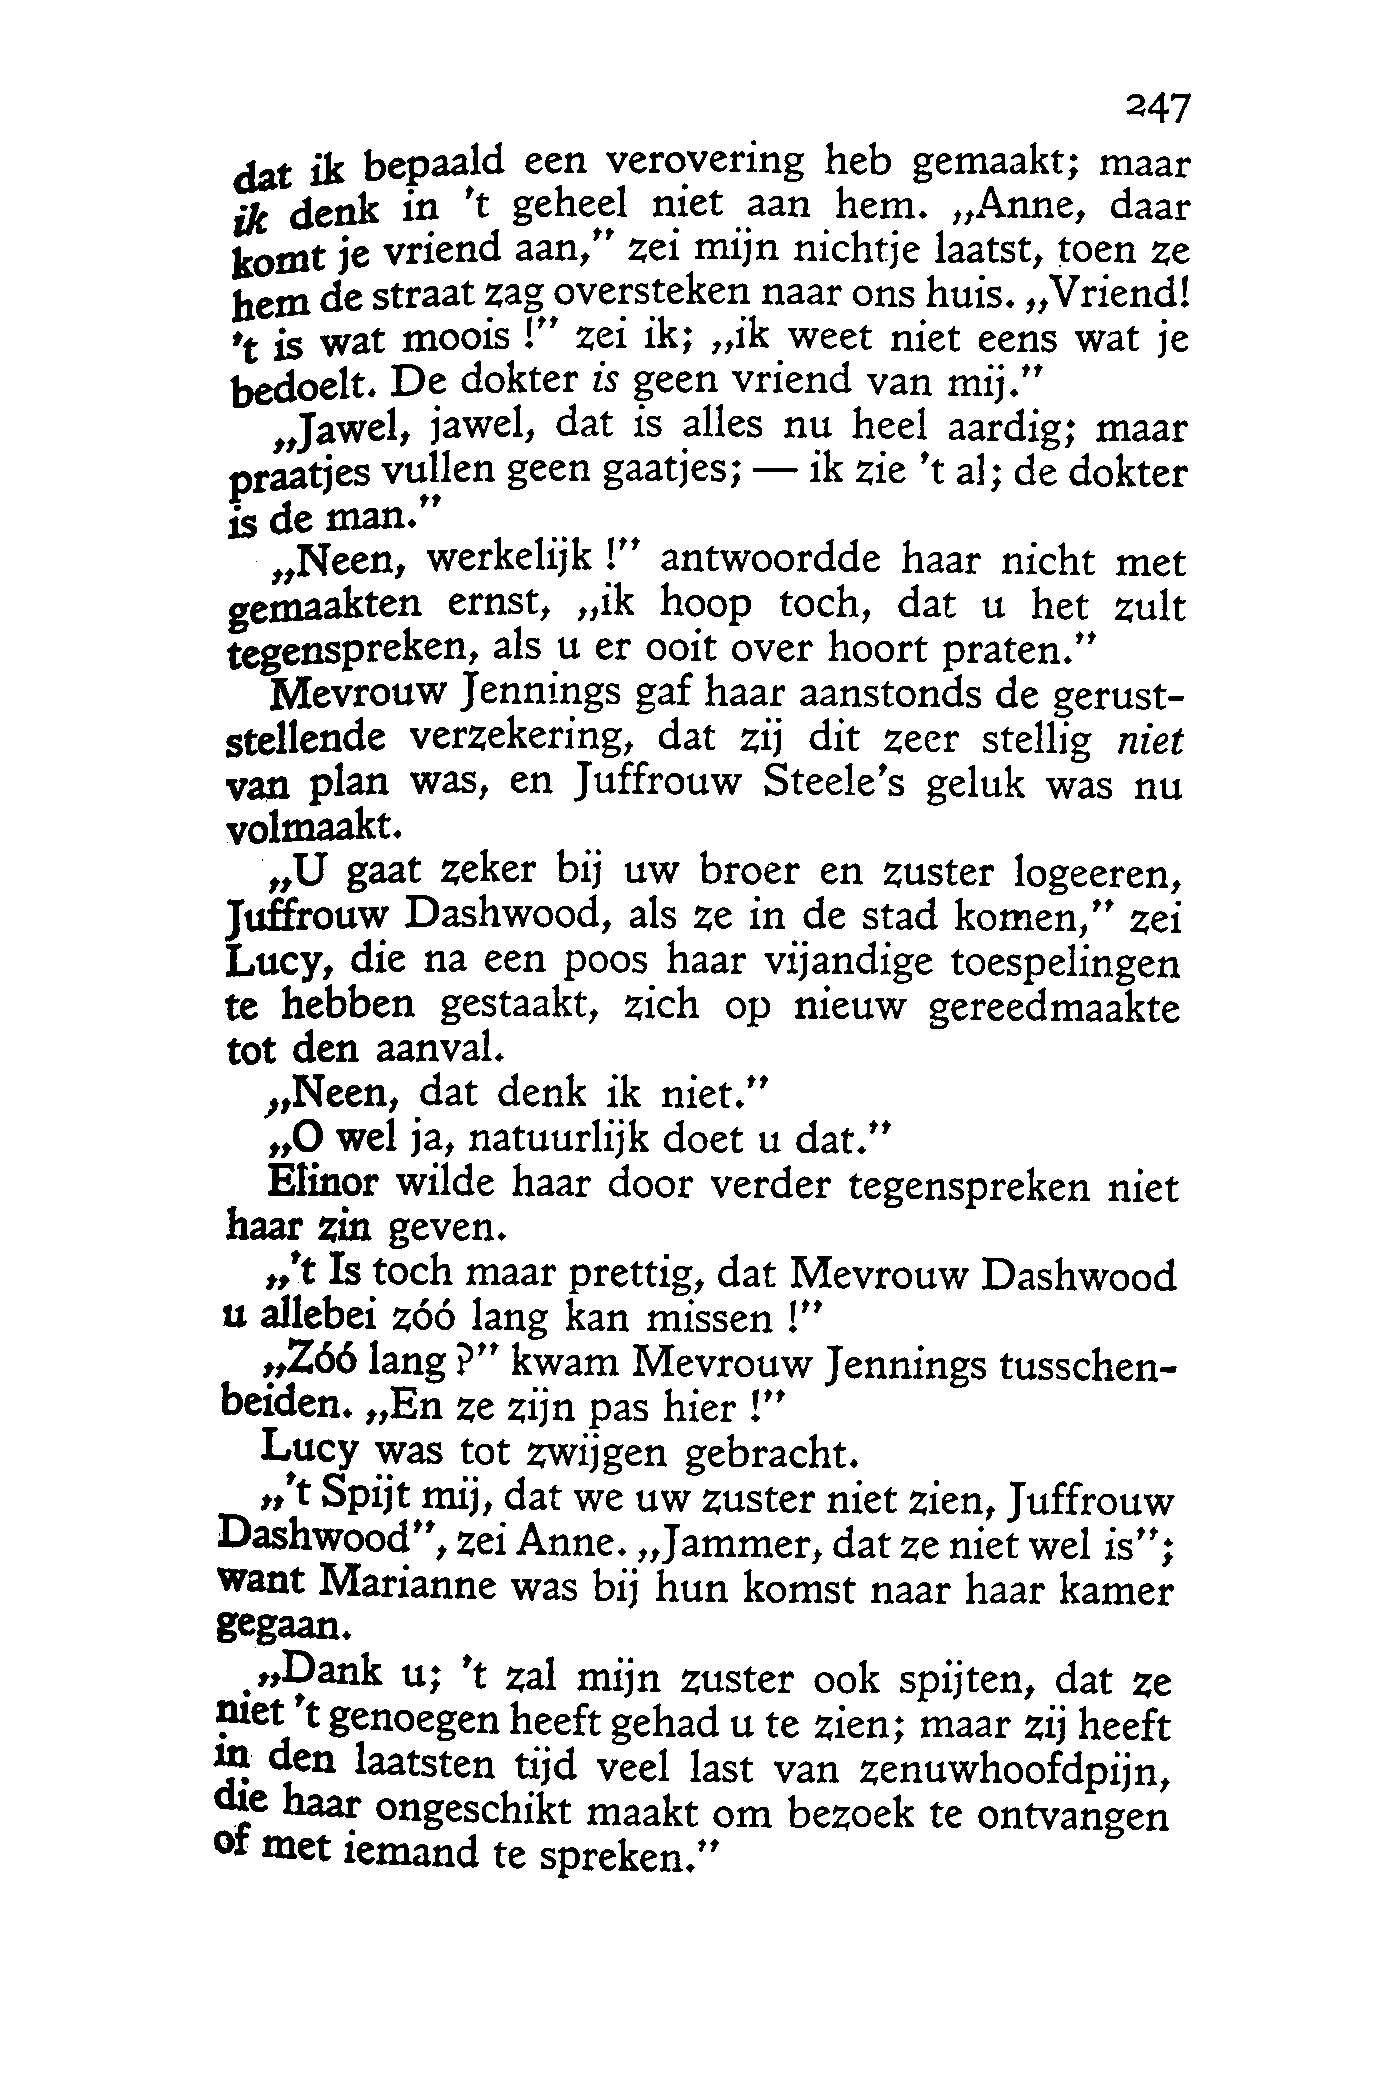 247
dat ik bepaald een verovering heb gemaakt; maar
ik denk in 't geheel niet aan hem. „Anne, daar
komt je vriend aan,” zei mijn nichtje laatst, toen ze
hem de straat zag oversteken naar ons huis. „Vriend!
't is wat moois !” zei ik; „ik weet niet eens wat je
bedoelt. De dokter is geen vriend van mij.”
„Jawel, jawel, dat is alles nu heel aardig; maar
praatjes vullen geen gaatjes; — ik zie 't al; de dokter
is de man.”
„Neen, werkelijk !” antwoordde haar nicht met
gemaakten ernst, „ik hoop toch, dat u het zult
tegenspreken, als u er ooit over hoort praten.”
Mevrouw Jennings gaf haar aanstonds de gerust-
stellende verzekering, dat zij dit zeer stellig niet
van plan was, en Juffrouw Steele's geluk was nu
volmaakt.
„U gaat zeker bij uw broer en zuster logeeren,
Juffrouw Dashwood, als ze in de stad komen,” zei
Lucy, die na een poos haar vijandige toespelingen
te hebben gestaakt, zich op nieuw gereedmaakte
tot den aanval.
„Neen, dat denk ik niet.”
„O wel ja, natuurlijk doet u dat.”
Elinor wilde haar door verder tegenspreken niet
haar zin geven.
„'t Is toch maar prettig, dat Mevrouw Dashwood
u allebei zóó lang kan missen !”
„Zóó lang ?” kwam Mevrouw Jennings tusschen-
beiden. „En ze zijn pas hier !”
Lucy was tot zwijgen gebracht.
„'t Spijt mij, dat we uw zuster niet zien, Juffrouw
Dashwood”, zei Anne. „Jammer, dat ze niet wel is”;
want Marianne was bij hun komst naar haar kamer
gegaan.
„Dank u; 't zal mijn zuster ook spijten, dat ze
niet 't genoegen heeft gehad u te zien; maar zij heeft
in den laatsten tijd veel last van zenuwhoofdpijn,
die haar ongeschikt maakt om bezoek te ontvangen
of met iemand te spreken.”